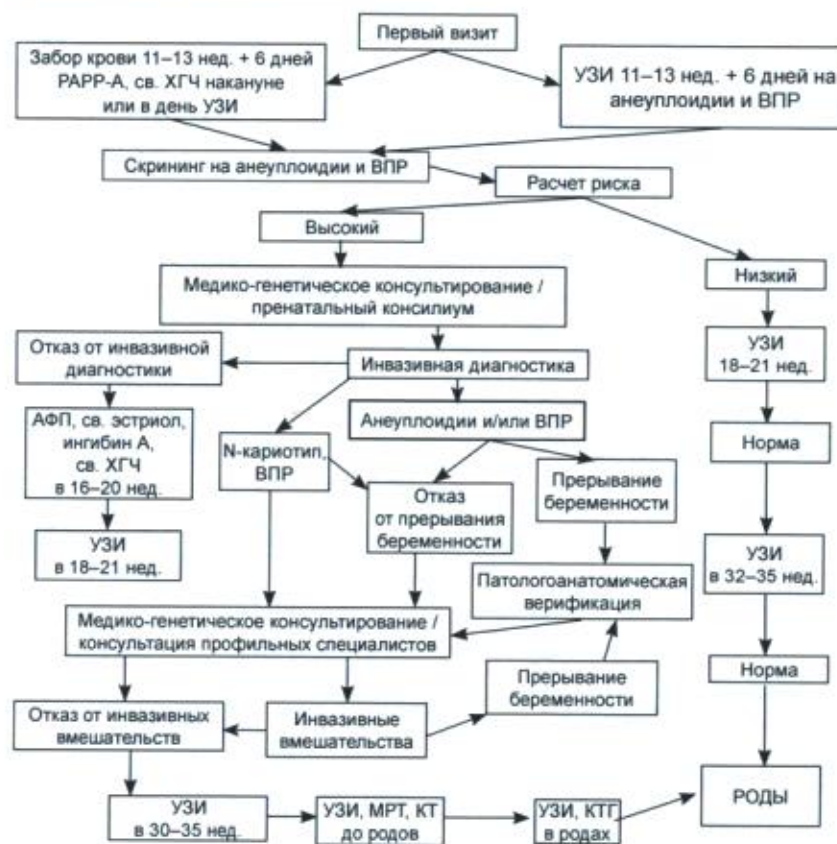 Первый визит
Забор крови 11–13 нед. + 6 дней
PAPP-A, св. ХГЧ накануне
или в день УЗИ
УЗИ 11–13 нед. + 6 дней на
анеуплоидии и ВПР
Скрининг на анеуплоидии и ВПР
Расчет риска
Высокий
Низкий
Медико-генетическое консультирование /
пренатальный консилиум
Отказ от инвазивной
диагностики
Инвазивная диагностика
УЗИ
18–21 нед.
АФП, св. эстриол,
ингибин А,
св. ХГЧ
в 16–20 нед.
N-кариотип,
ВПР
Анеуплоидии и/или ВПР
Норма
Отказ
от прерывания
беременности
Прерывание
беременности
УЗИ
в 18–21 нед.
УЗИ
в 32–35 нед.
Патологоанатомическая
верификация
Медико-генетическое консультирование /
консультация профильных специалистов
Норма
Прерывание
беременности
Отказ от инвазивных
вмешательств
Инвазивные
вмешательства
УЗИ
в 30–35 нед.
УЗИ, МРТ, КТ
до родов
УЗИ, КТГ
в родах
РОДЫ